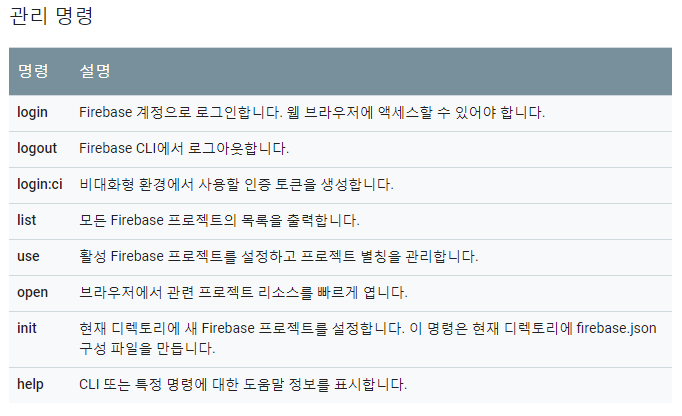 관리 명령
명령 설명
login Firebase 계정으로 로그인합니다. 웹 브라우저에 액세스할 수 있어야 합니다.
logout Firebase CLI에서 로그아웃합니다.
login:ci 비대화형 환경에서 사용할 인증 토큰을 생성합니다.
list 모든 Firebase 프로젝트의 목록을 출력합니다.
use 활성 Firebase 프로젝트를 설정하고 프로젝트 별칭을 관리합니다.
open 브라우저에서 관련 프로젝트 리소스를 빠르게 엽니다.
init 현재 디렉토리에 새 Firebase 프로젝트를 설정합니다. 이 명령은 현재 디렉토리에 firebase.json
구성 파일을 만듭니다.
help CLI 또는 특정 명령에 대한 도움말 정보를 표시합니다.